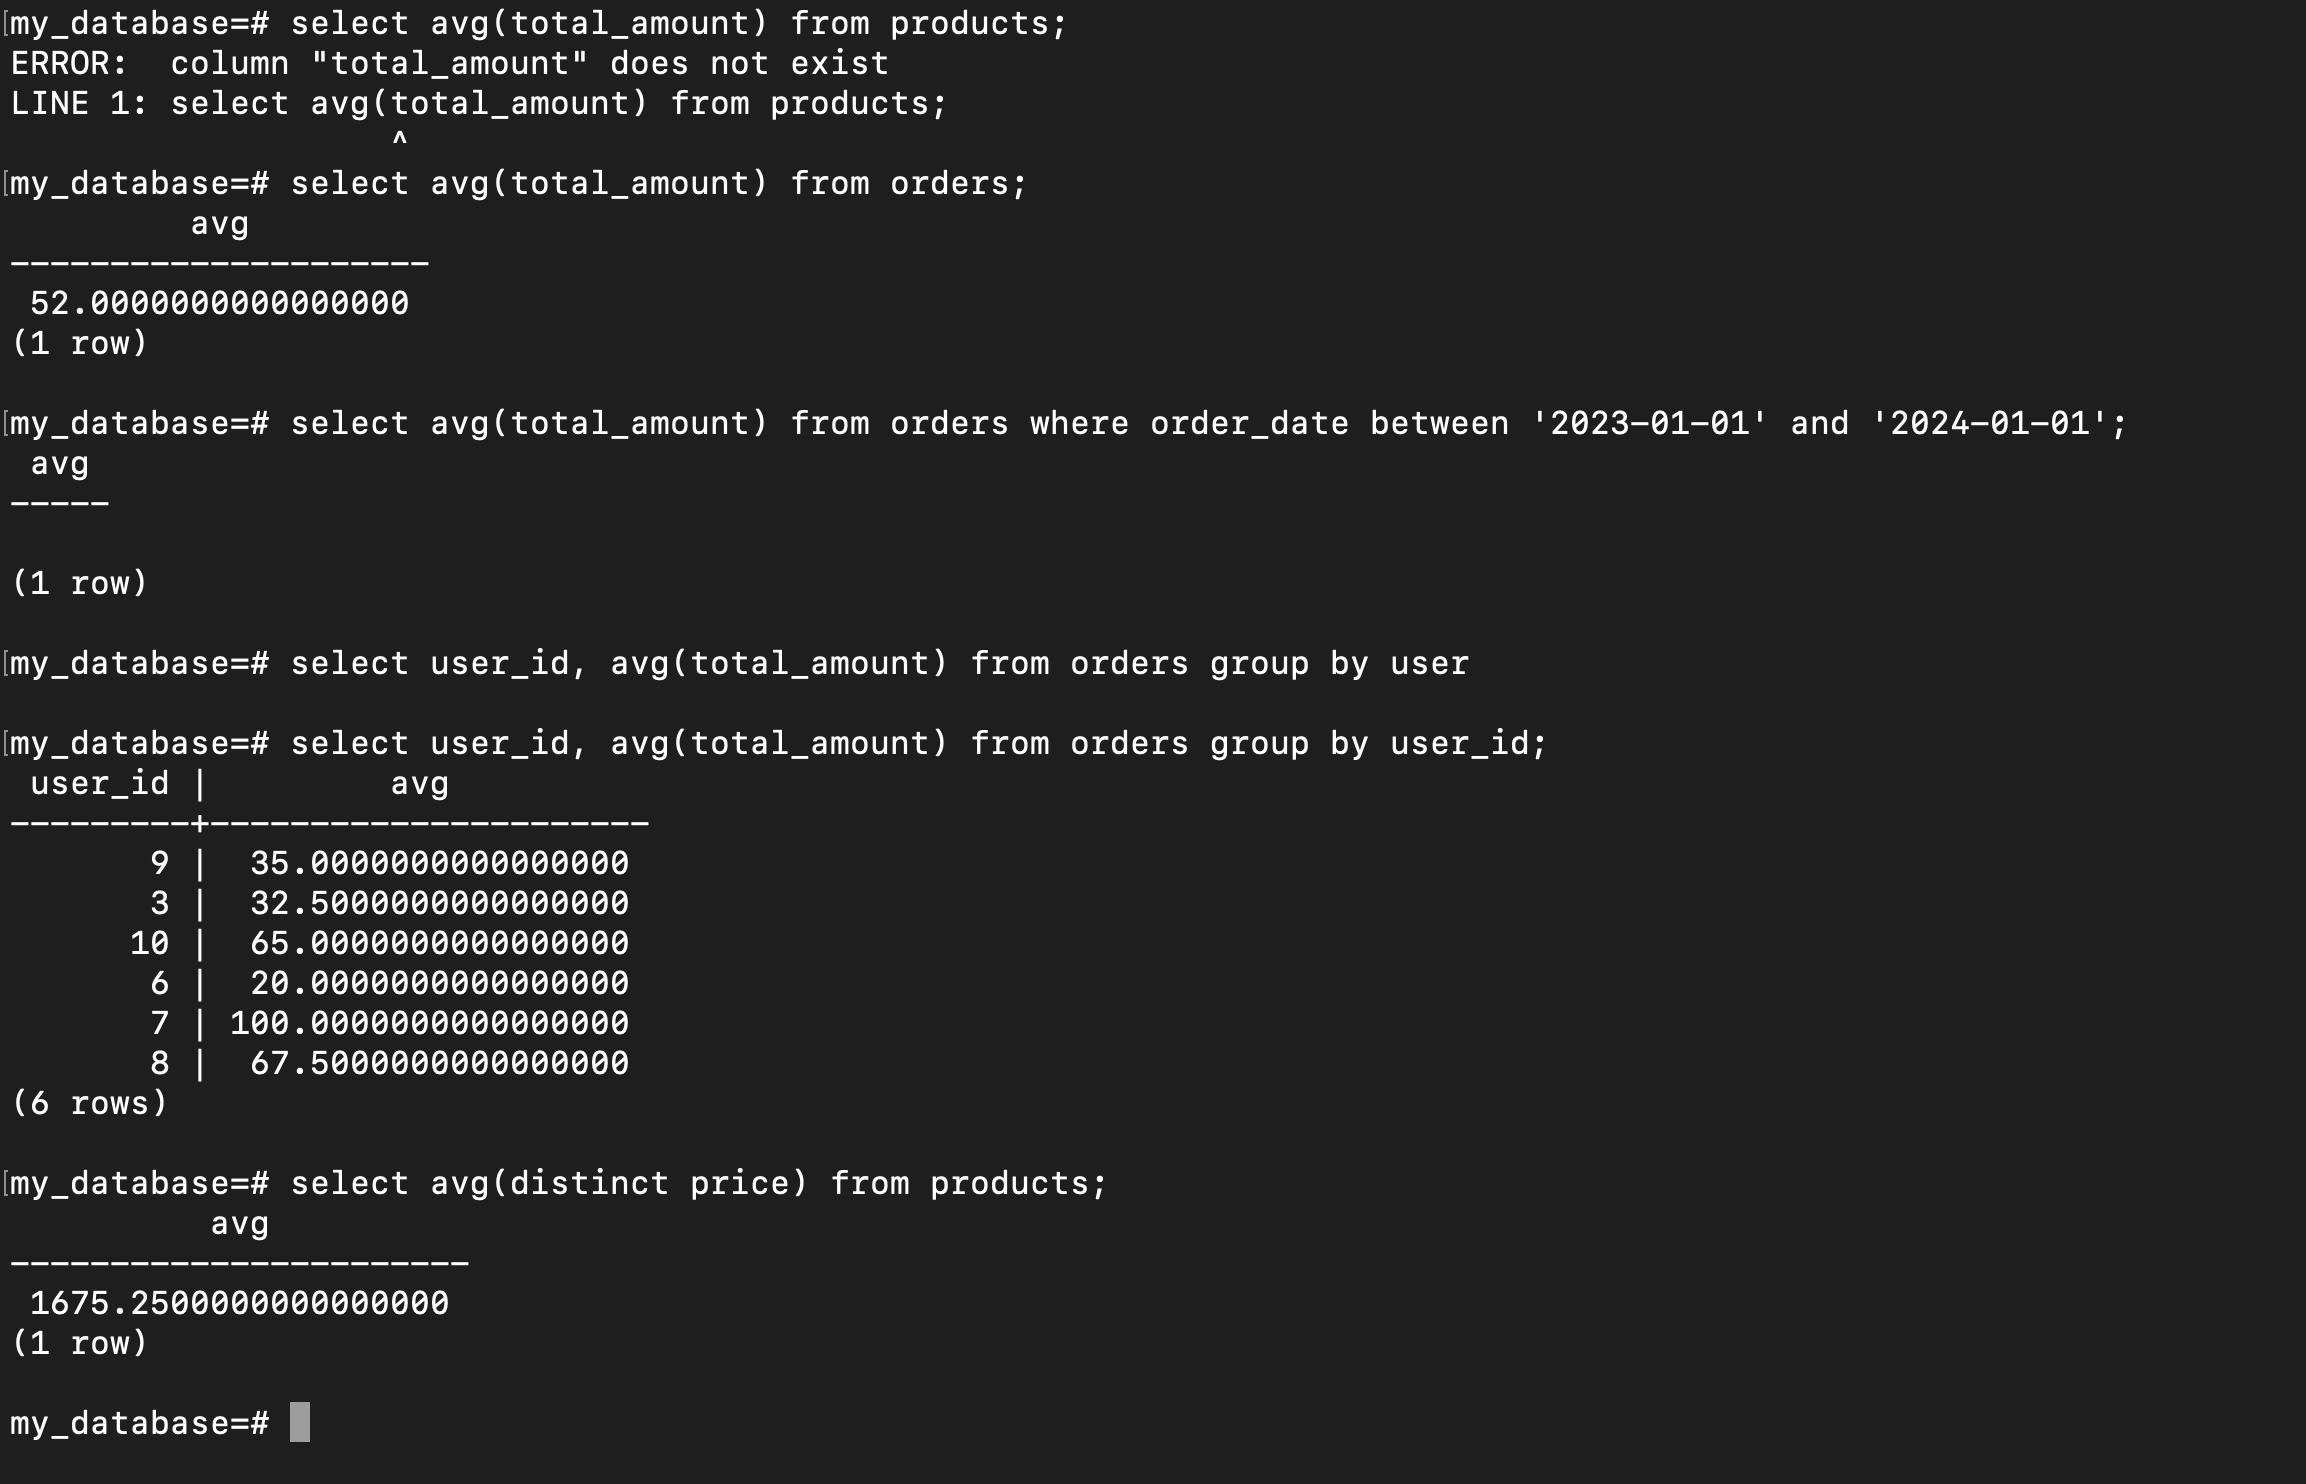 [my_database=# select avg(total_amount) from products;
ERROR:  column "total_amount" does not exist
LINE 1: select avg(total_amount) from products;
                   ^
[my_database=# select avg(total_amount) from orders;
         avg
---------------------
 52.0000000000000000
(1 row)

[my_database=# select avg(total_amount) from orders where order_date between '2023-01-01' and '2024-01-01';
 avg
-----

(1 row)

[my_database=# select user_id, avg(total_amount) from orders group by user

[my_database=# select user_id, avg(total_amount) from orders group by user_id;
 user_id |         avg
---------+----------------------
       9 |  35.0000000000000000
       3 |  32.5000000000000000
      10 |  65.0000000000000000
       6 |  20.0000000000000000
       7 | 100.0000000000000000
       8 |  67.5000000000000000
(6 rows)

[my_database=# select avg(distinct price) from products;
          avg
-----------------------
 1675.2500000000000000
(1 row)

my_database=#